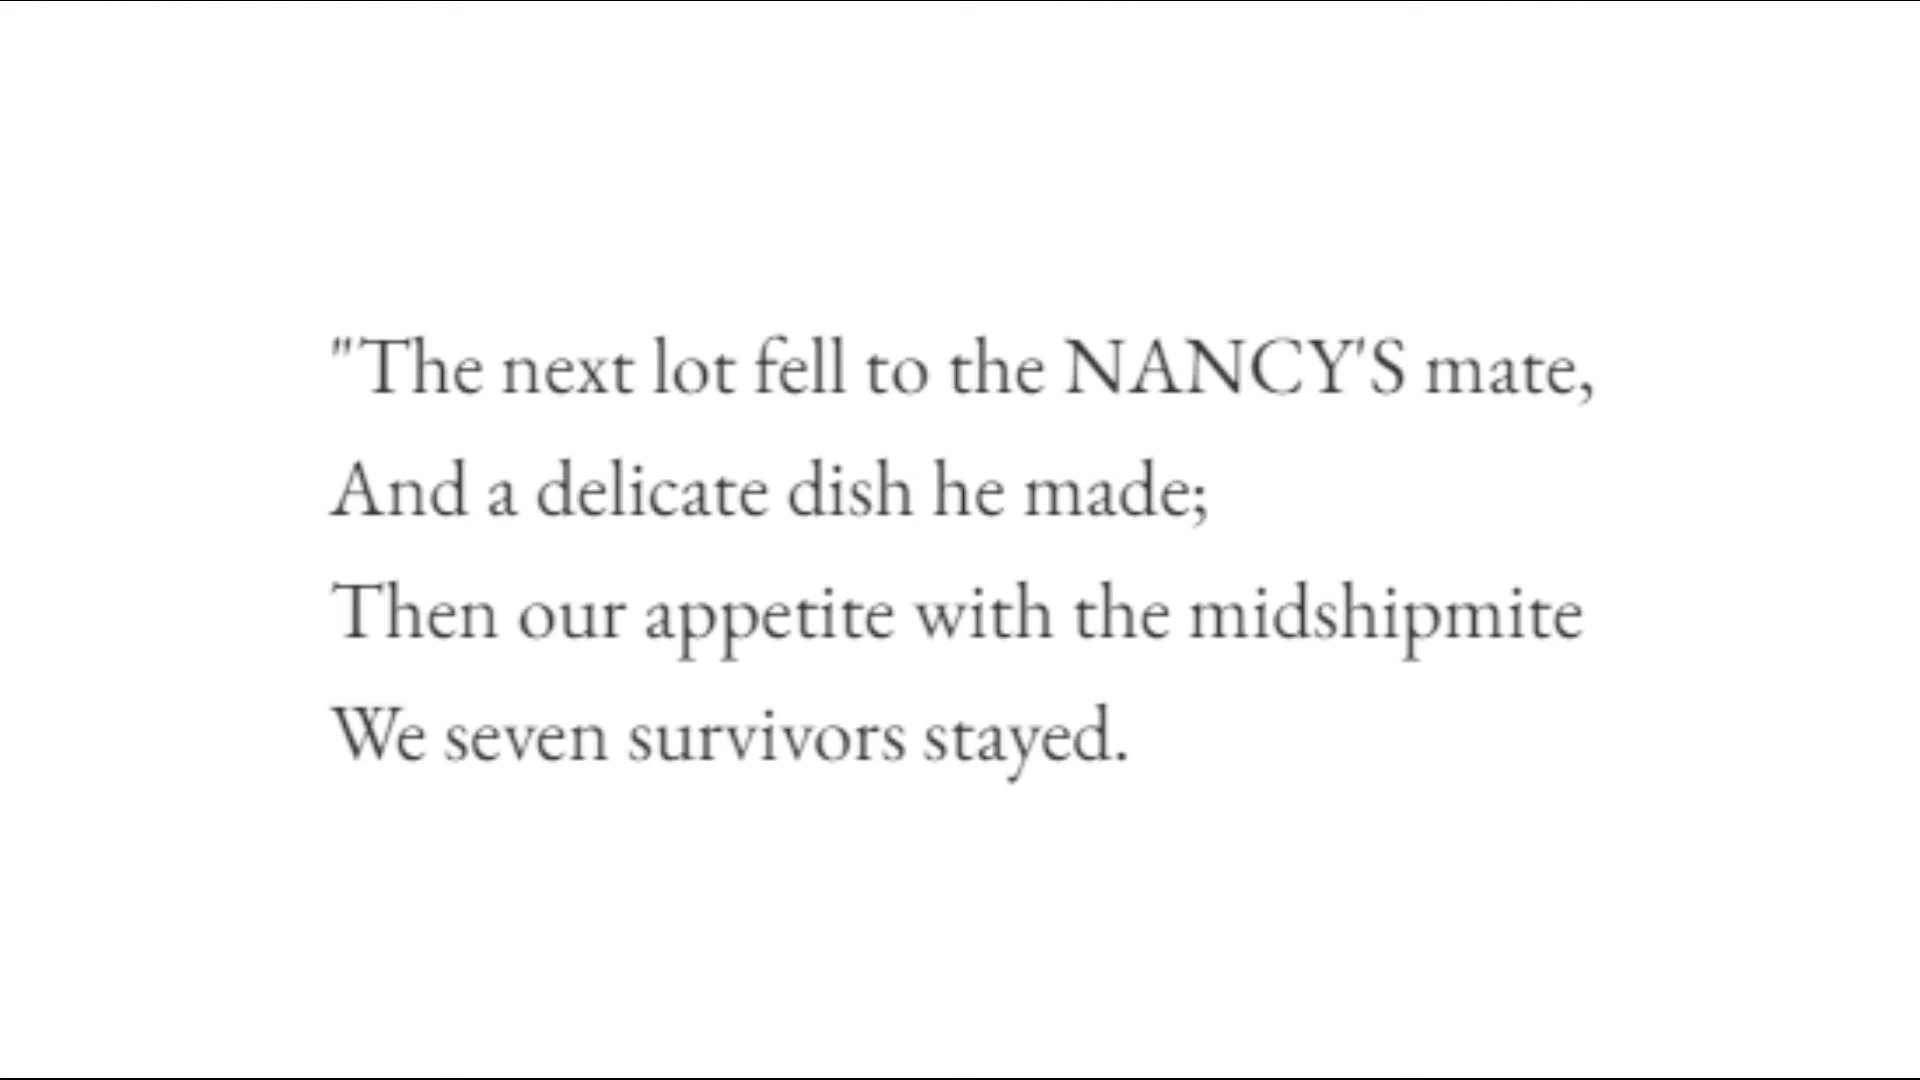 "The next lot fell to the NANCY'S mate,
And a delicate dish he made;
Then our appetite with the midshipmite
We seven survivors stayed.